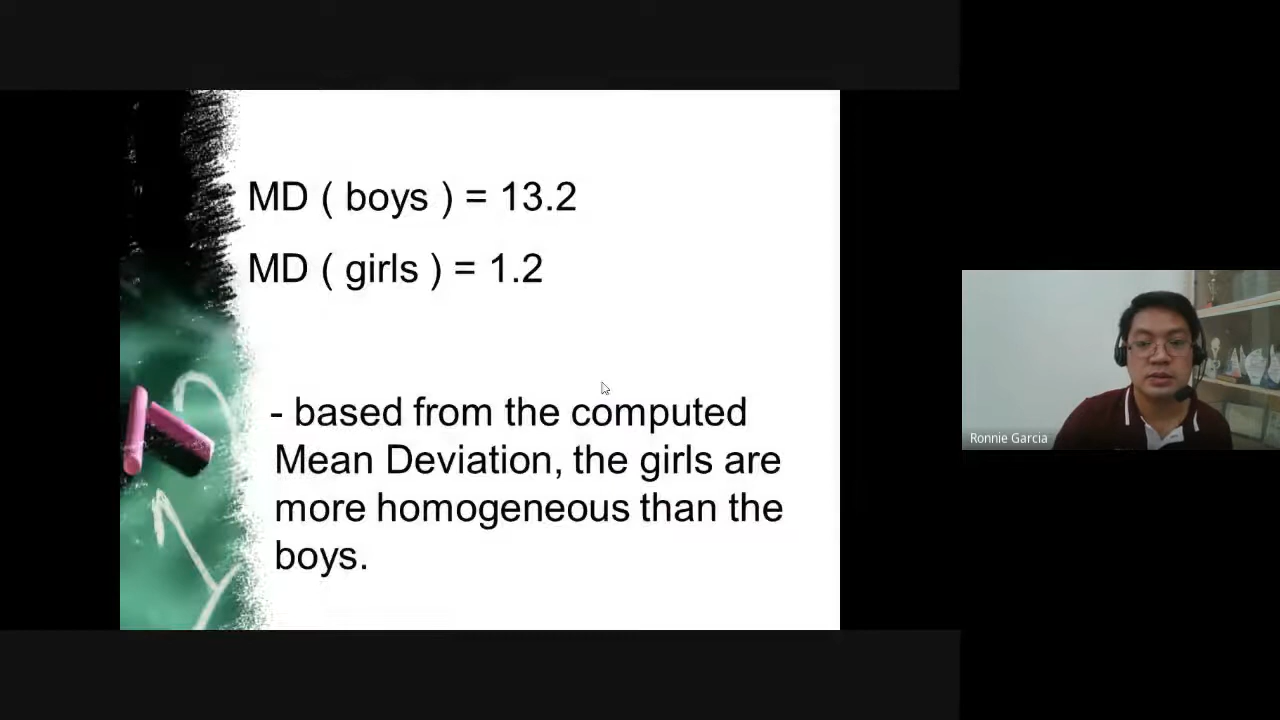 MD ( boys ) = 13.2
MD ( girls ) = 1.2
- based from the computed
Mean Deviation, the girls are
more homogeneous than the
boys.
Ronnie Garcia